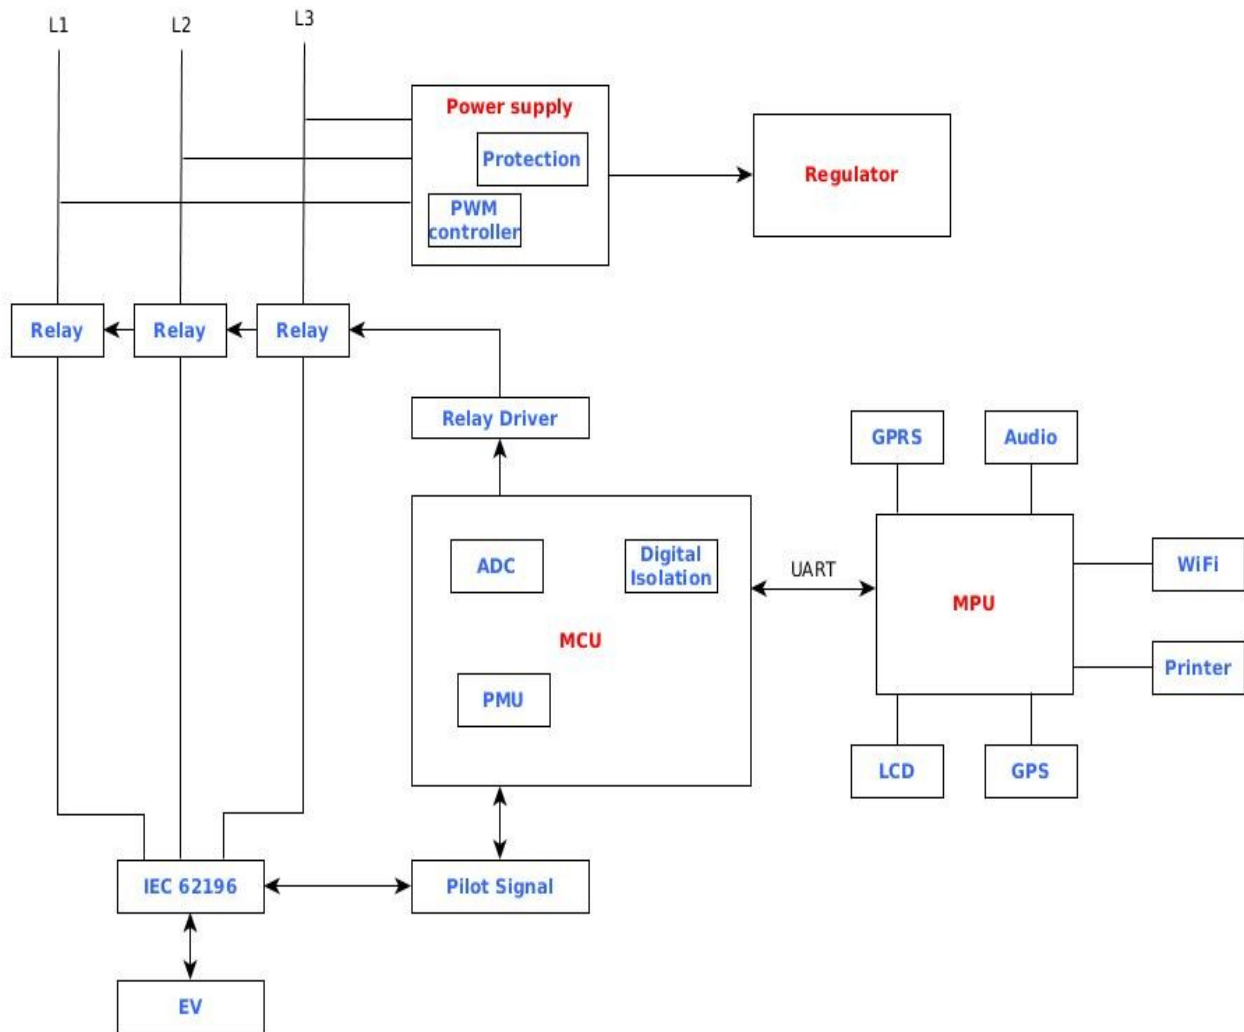 L1
L2
L3
Power supply
Protection
PWM
controller
Regulator
Relay
Relay
Relay
Relay Driver
GPRS
Audio
ADC
Digital
Isolation
UART
WiFi
MPU
MCU
Printer
PMU
LCD
GPS
IEC 62196
Pilot Signal
EV